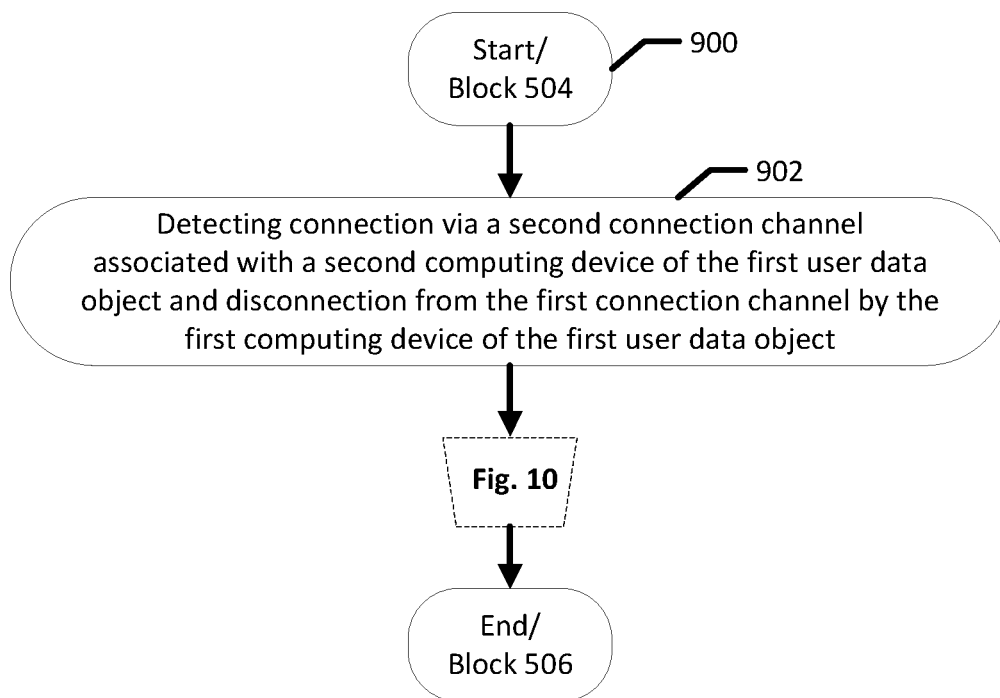 Start/
Block 504
900
902
Detecting connection via a second connection channel
associated with a second computing device of the first user data
object and disconnection from the first connection channel by the
first computing device of the first user data object
Fig. 10
End/
Block 506